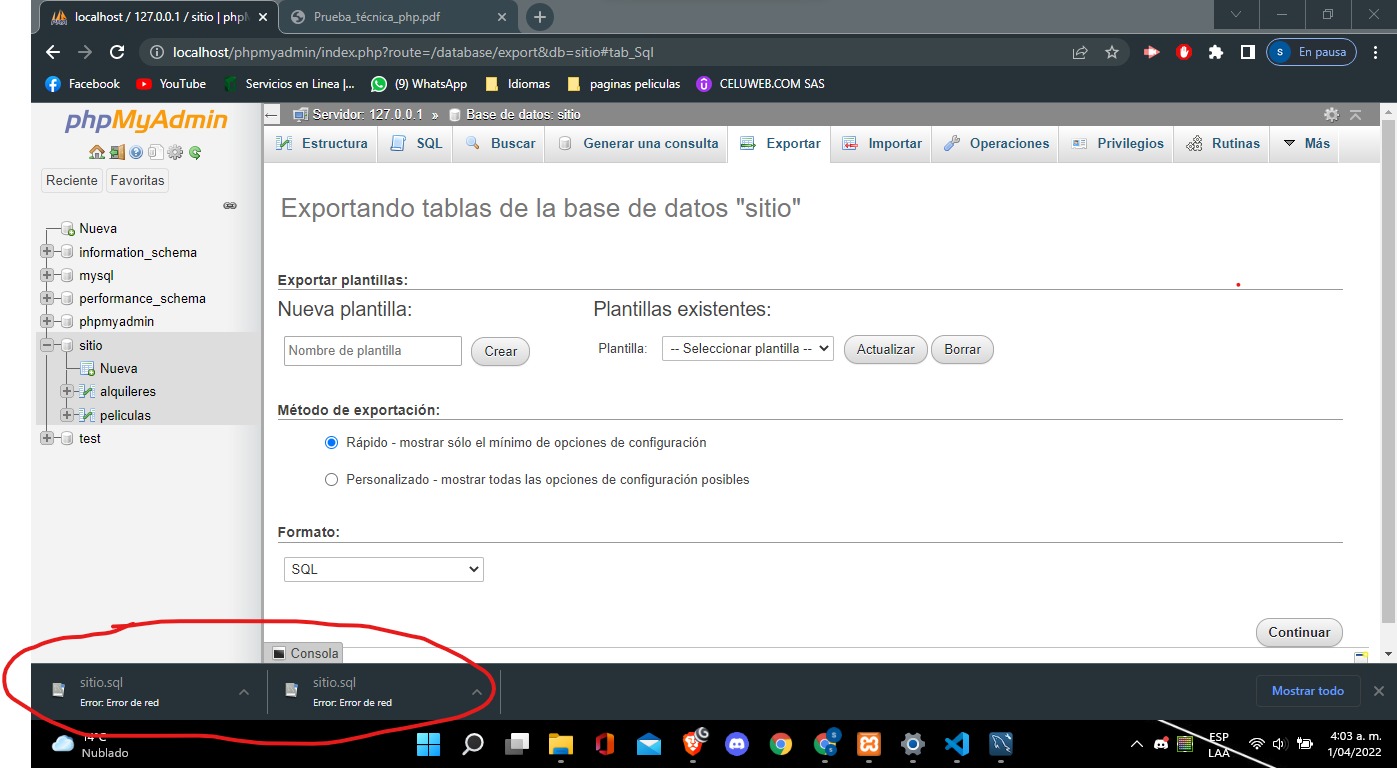 localhost / 127.0.0.1 / sitio | phpM
Prueba_técnica_php.pdf
localhost/phpmyadmin/index.php?route=/database/export&db=sitio#tab_Sql
S En pausa
Facebook
YouTube
Servicios en Linea |...
(9) WhatsApp
Idiomas
paginas peliculas
CELUWEB.COM SAS
phpMyAdmin
Servidor: 127.0.0.1 » Base de datos: sitio
Estructura
SQL
Buscar
Generar una consulta
Exportar
Importar
Operaciones
Privilegios
Rutinas
Más
Reciente
Favoritas
Nueva
information_schema
mysql
performance_schema
phpmyadmin
sitio
Nueva
alquileres
peliculas
test
Exportando tablas de la base de datos "sitio"
Exportar plantillas:
Nueva plantilla:
Nombre de plantilla
Crear
Plantillas existentes:
Plantilla:
-- Seleccionar plantilla --
Actualizar
Borrar
Método de exportación:
Rápido - mostrar sólo el mínimo de opciones de configuración
Personalizado - mostrar todas las opciones de configuración posibles
Formato:
SQL
Continuar
Consola
sitio.sql
Error: Error de red
sitio.sql
Error: Error de red
Mostrar todo
14°C
Nublado
ESP
LAA
4:03 a. m.
1/04/2022